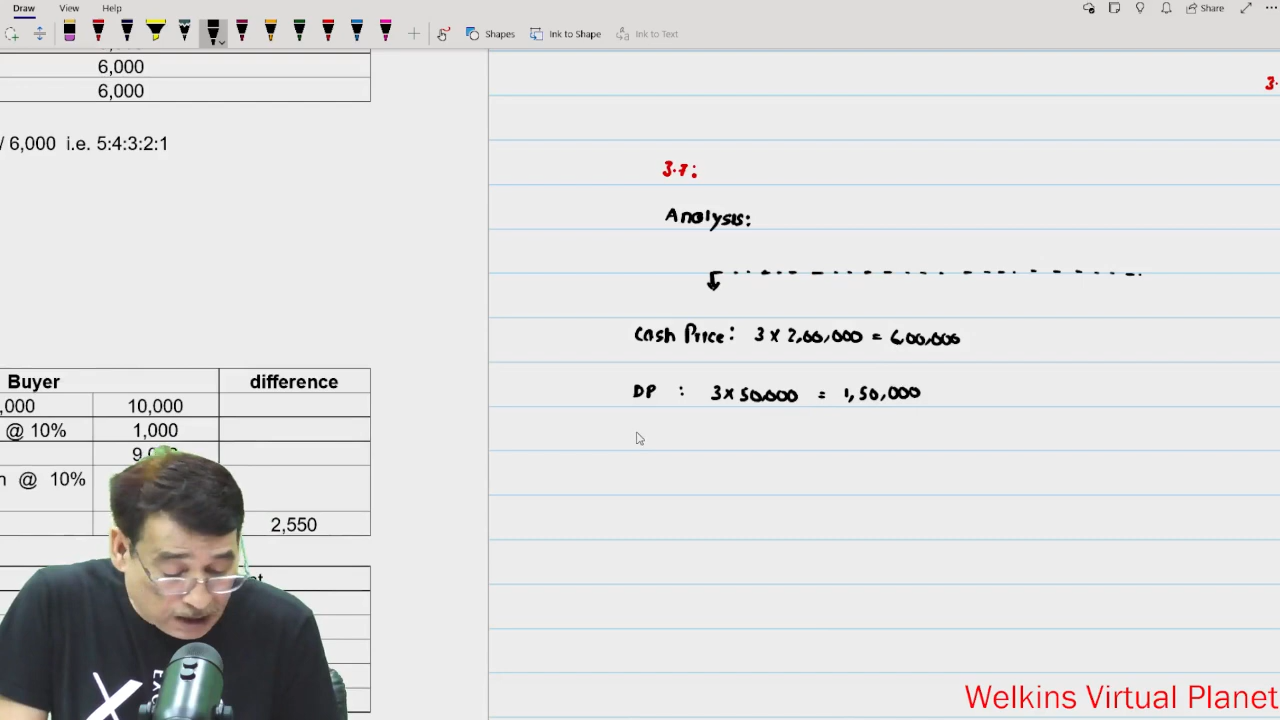 Draw View Help
Share
Shapes Ink to Shape Ink to Text
6,000
6,000
/ 6,000 i.e. 5:4:3:2:1
Buyer difference
,000 10,000
@ 10% 1,000
@ 10%
2,550
3.
3.7:
Analysis:
Cash Price: 3 x 2,00,000 = 6,00,000
DP : 3 x 50,000 = 1,50,000
Welkins Virtual Planet